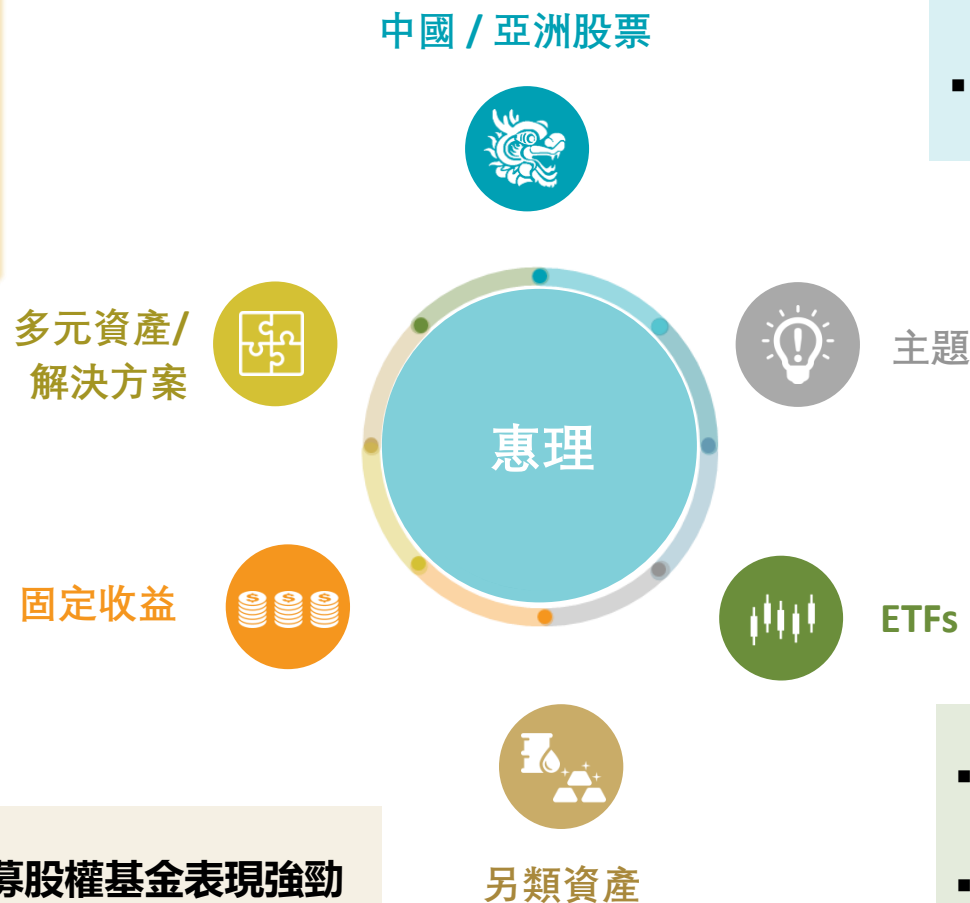 中國 / 亞洲股票
多元資產/
解決方案
主題
惠理
固定收益
ETFs
募股權基金表現強勁
另類資產